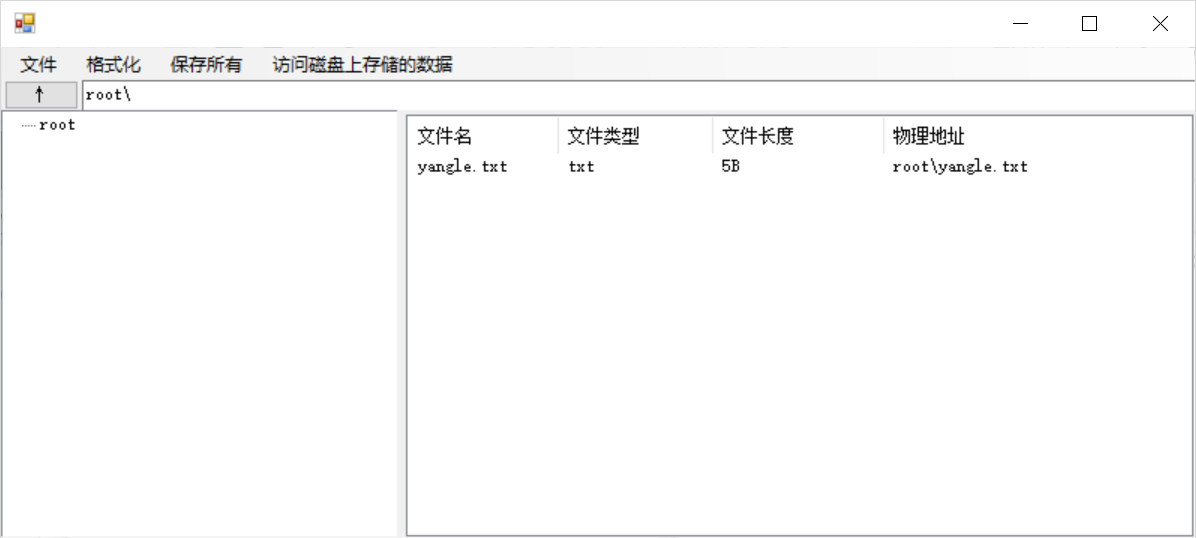 文件 格式化 保存所有 访问磁盘上存储的数据
↑ root\
root
文件名 文件类型 文件长度 物理地址
yangle.txt txt 5B root\yangle.txt